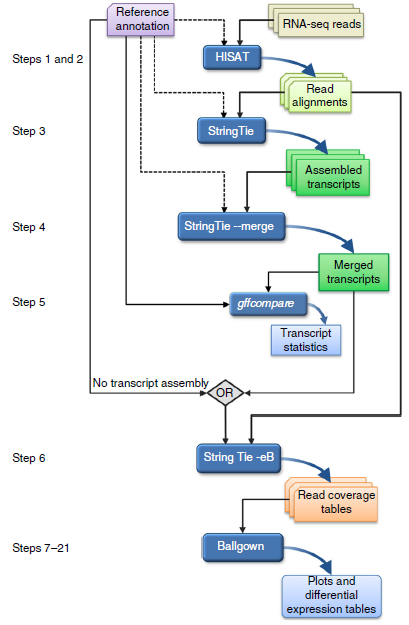 Reference
annotation
RNA-seq reads
Steps 1 and 2
HISAT
Read
alignments
Step 3
StringTie
Assembled
transcripts
Step 4
StringTie --merge
Merged
transcripts
Step 5
gffcompare
Transcript
statistics
No transcript assembly
OR
Step 6
String Tie -eB
Read coverage
tables
Steps 7–21
Ballgown
Plots and
differential
expression tables